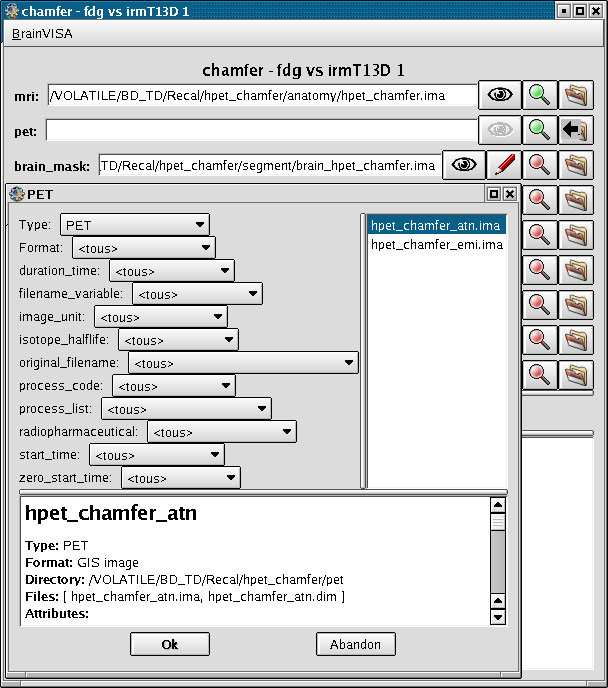 chamfer - fdg vs irmT13D 1
BrainVISA
chamfer - fdg vs irmT13D 1
mri: /VOLATILE/BD_TD/Recal/hpet_chamfer/anatomy/hpet_chamfer.ima
pet:
brain_mask: TD/Recal/hpet_chamfer/segment/brain_hpet_chamfer.ima
PET
Type: PET
Format: <tous>
duration_time: <tous>
filename_variable: <tous>
image_unit: <tous>
isotope_halflife: <tous>
original_filename: <tous>
process_code: <tous>
process_list: <tous>
radiopharmaceutical: <tous>
start_time: <tous>
zero_start_time: <tous>
hpet_chamfer_atn.ima
hpet_chamfer_emi.ima
hpet_chamfer_atn
Type: PET
Format: GIS image
Directory: /VOLATILE/BD_TD/Recal/hpet_chamfer/pet
Files: [ hpet_chamfer_atn.ima, hpet_chamfer_atn.dim ]
Attributes:
Ok Abandon